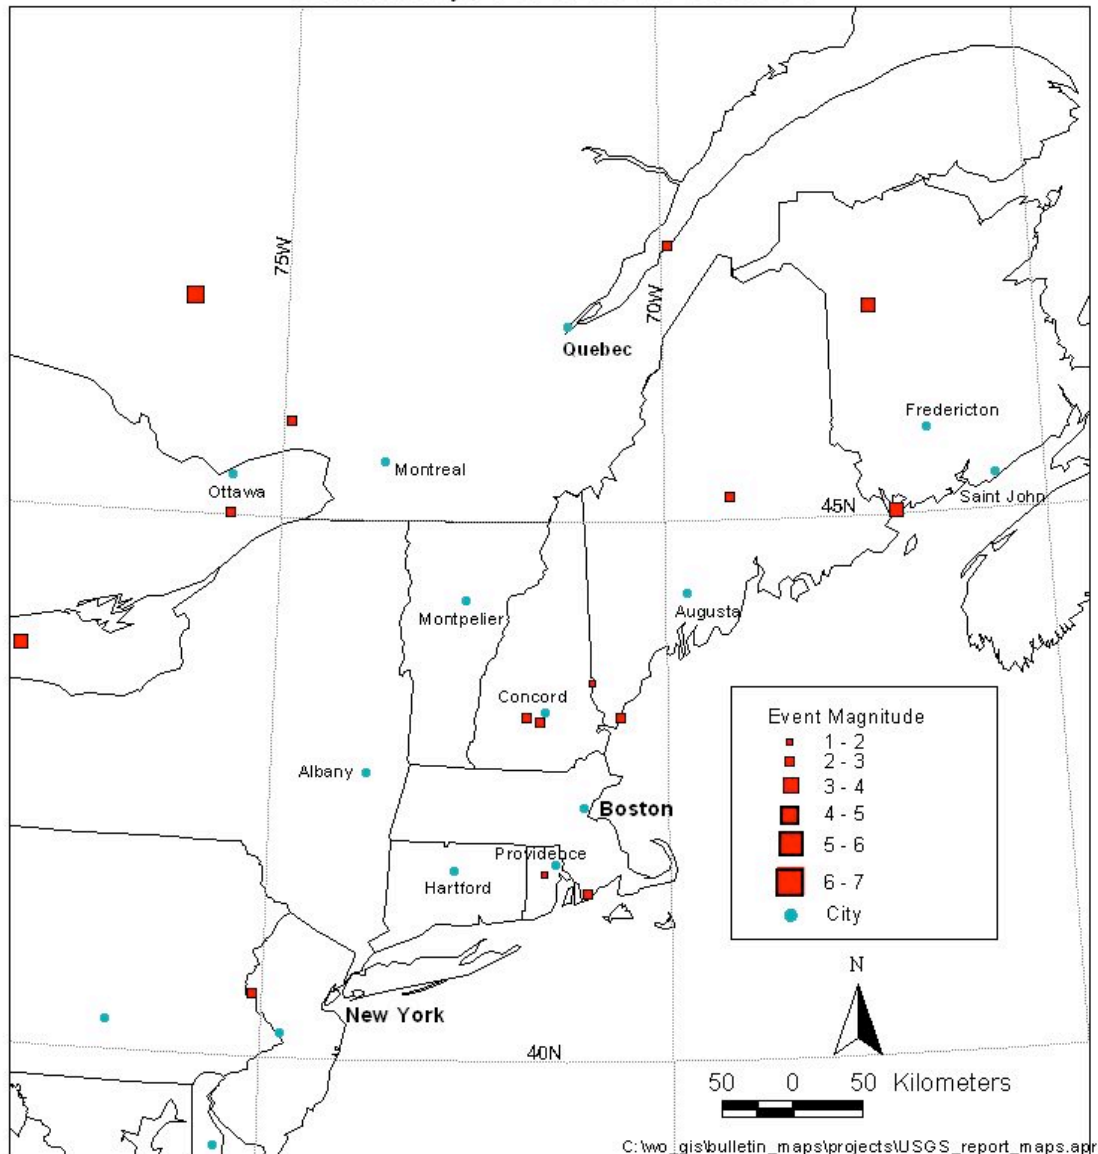 75W
70W
Quebec
Fredericton
Montreal
Ottawa
Saint John
45N
Montpelier
Augusta
Concord
Event Magnitude
1 - 2
2 - 3
3 - 4
4 - 5
5 - 6
6 - 7
City
Albany
Boston
Providence
Hartford
N
New York
40N
50 0 50 Kilometers
C:\wo_gis\bulletin_maps\projects\USGS_report_maps.apr